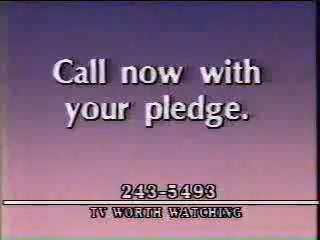 Call now with
your pledge.
243-5493
TV WORTH WATCHING